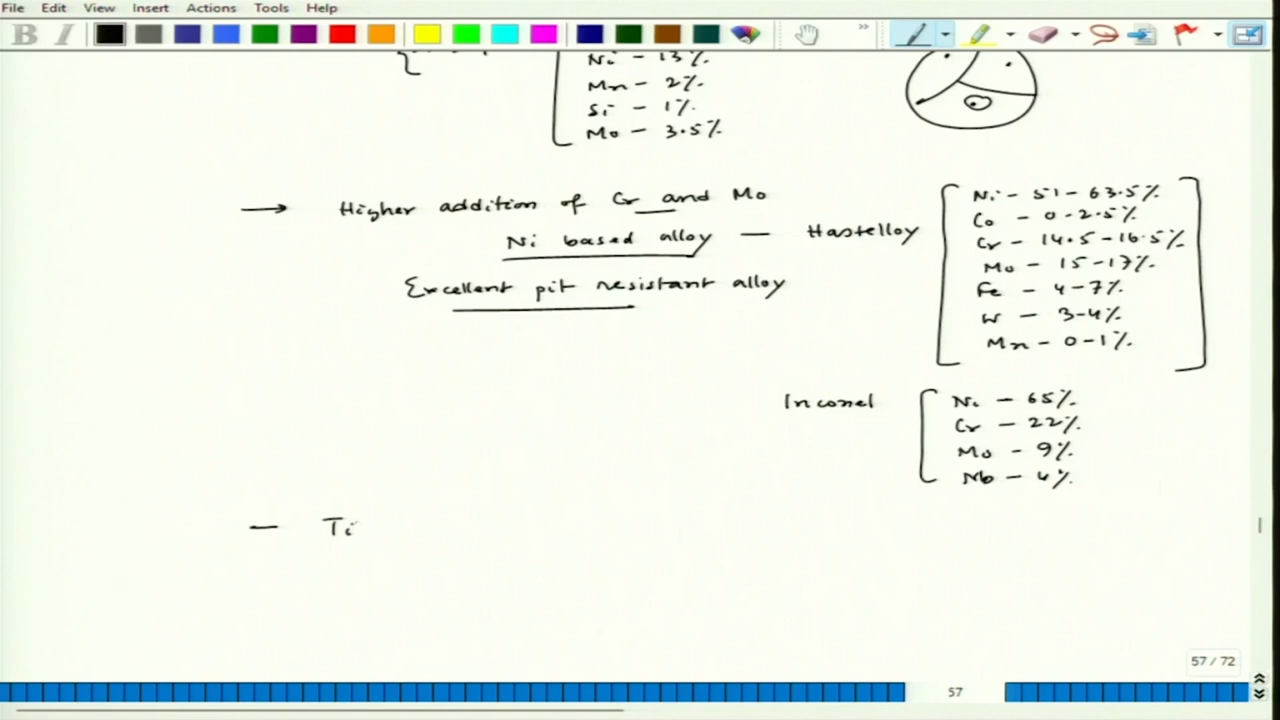 File Edit View Insert Actions Tools Help
B I
Ni - 13%.
Mn - 2%.
Si - 1%.
Mo - 3.5%.
→ Higher addition of Cr and Mo
Ni based alloy — Hastelloy
Excellent pit resistant alloy
Ni - 51 - 63.5%.
Co - 0 - 2.5%.
Cr - 14.5 - 16.5%.
Mo - 15 - 17%.
Fe - 4 - 7%.
W - 3 - 4%.
Mn - 0 - 1%.
Inconel
Ni - 65%.
Cr - 22%.
Mo - 9%.
Nb - 4%.
— Ti
57 / 72
57